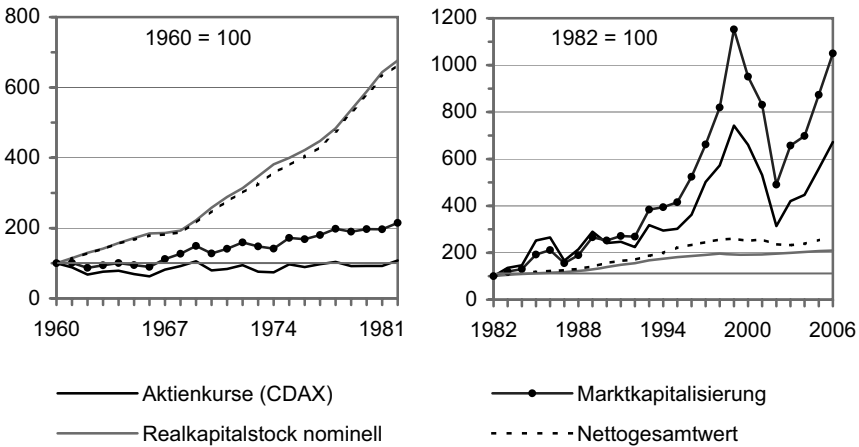 1960 = 100
800
600
400
200
0
1960 1967 1974 1981
1982 = 100
1200
1000
800
600
400
200
0
1982 1988 1994 2000 2006
Aktienkurse (CDAX)
Marktkapitalisierung
Realkapitalstock nominell
Nettogesamtwert